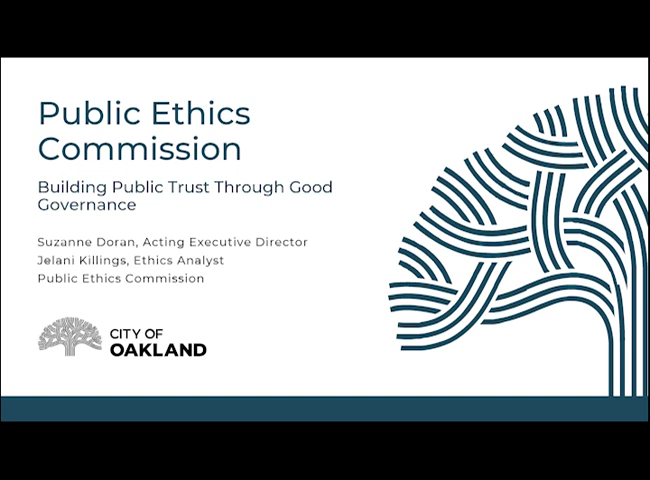 Public Ethics
Commission
Building Public Trust Through Good
Governance
Suzanne Doran, Acting Executive Director
Jelani Killings, Ethics Analyst
Public Ethics Commission
CITY OF
OAKLAND